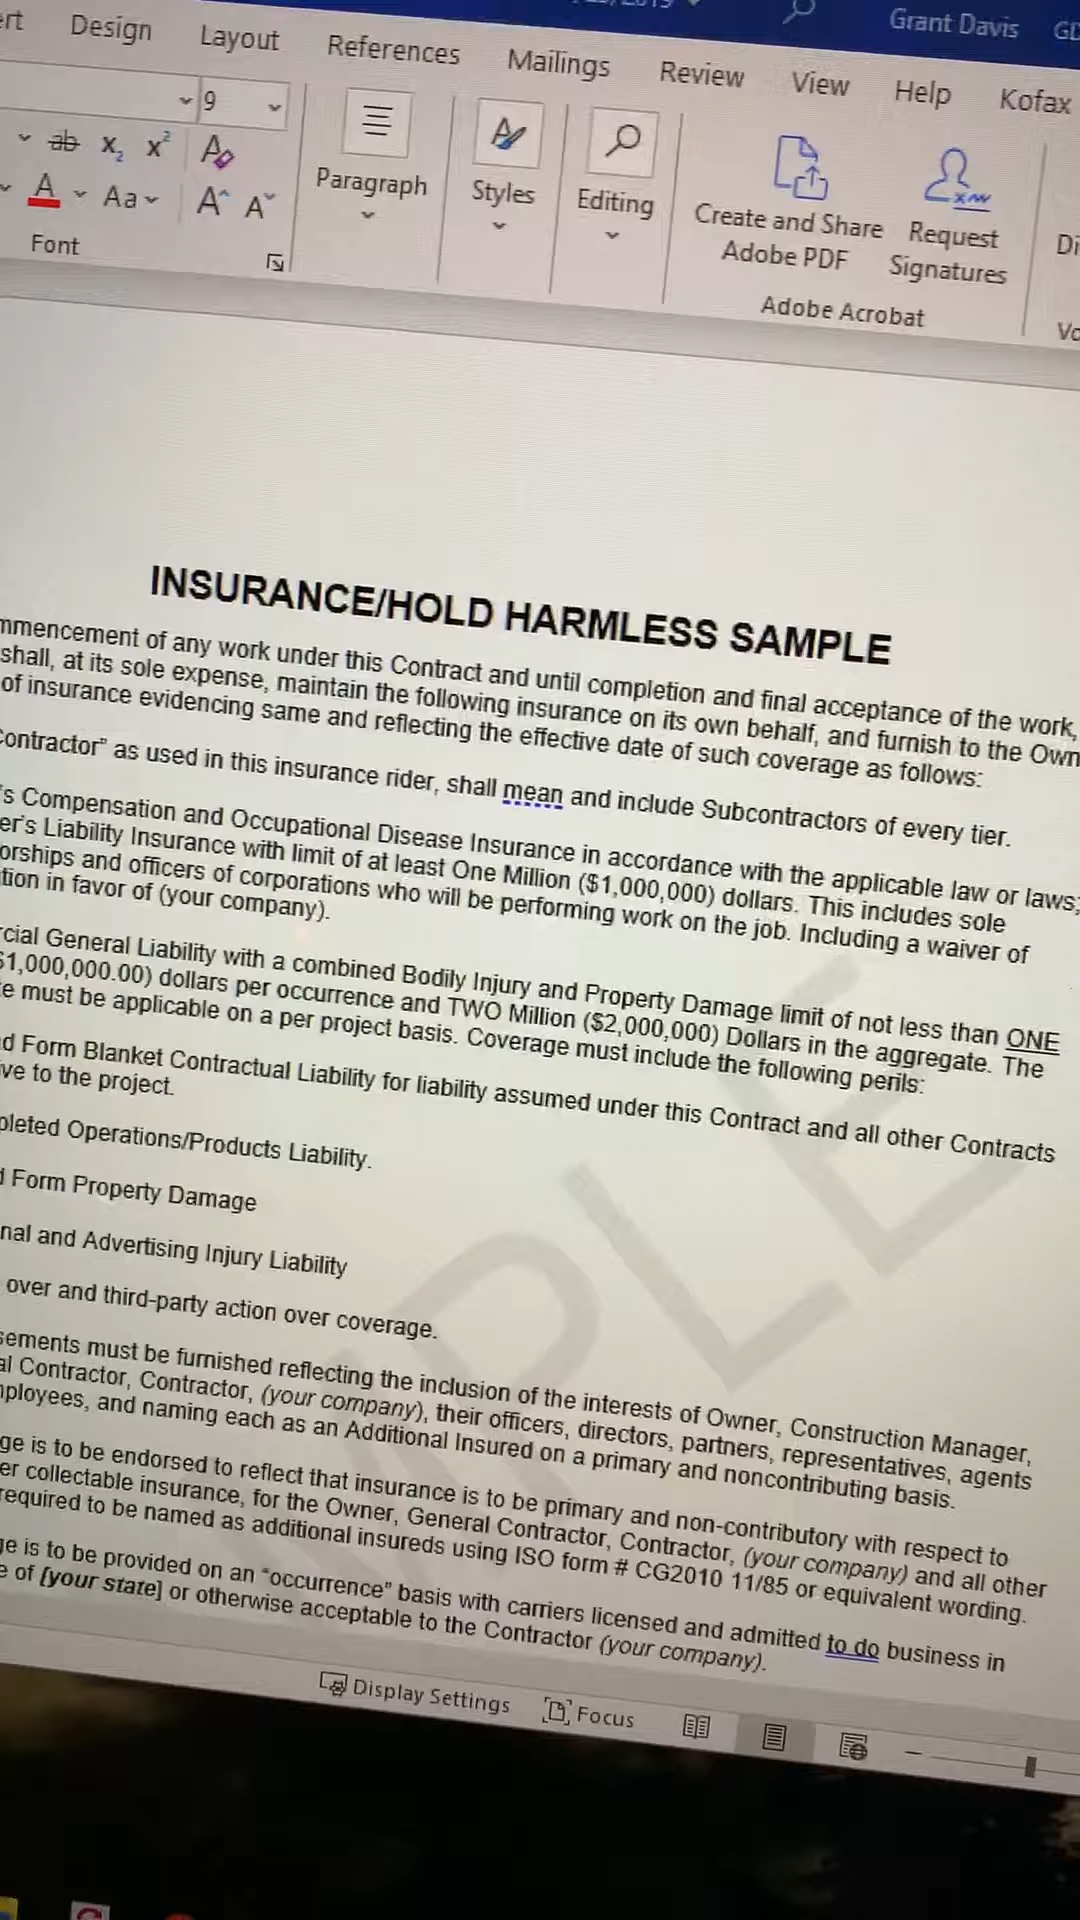 Grant Davis
Design Layout References Mailings Review View Help Kofax
9
ab x2 x2 A
A Aa A A
Font
Paragraph
Styles
Editing
Create and Share
Adobe PDF
Request
Signatures
Adobe Acrobat
INSURANCE/HOLD HARMLESS SAMPLE
of any work under this Contract and until completion and final acceptance of the work,
shall, at its sole expense, maintain the following insurance on its own behalf, and furnish to the
of insurance evidencing same and reflecting the effective date of such coverage as follows:
as used in this insurance rider, shall mean and include Subcontractors of every tier.
's Compensation and Occupational Disease Insurance in accordance with the applicable law or laws;
er's Liability Insurance with limit of at least One Million ($1,000,000) dollars. This includes sole
orships and officers of corporations who will be performing work on the job. Including a waiver of
tion in favor of (your company).
cial General Liability with a combined Bodily Injury and Property Damage limit of not less than ONE
$1,000,000.00) dollars per occurrence and TWO Million ($2,000,000) Dollars in the aggregate. The
must be applicable on a per project basis. Coverage must include the following perils:
d Form Blanket Contractual Liability for liability assumed under this Contract and all other Contracts
ve to the project.
pleted Operations/Products Liability.
Form Property Damage
nal and Advertising Injury Liability
over and third-party action over coverage.
sements must be furnished reflecting the inclusion of the interests of Owner, Construction Manager,
al Contractor, Contractor, (your company), their officers, directors, partners, representatives, agents
mployees, and naming each as an Additional Insured on a primary and noncontributing basis.
ge is to be endorsed to reflect that insurance is to be primary and non-contributory with respect to
er collectable insurance, for the Owner, General Contractor, Contractor, (your company) and all other
required to be named as additional insureds using ISO form # CG2010 11/85 or equivalent wording.
ge is to be provided on an "occurrence" basis with carriers licensed and admitted to do business in
of [your state] or otherwise acceptable to the Contractor (your company).
MPLE
Display Settings Focus